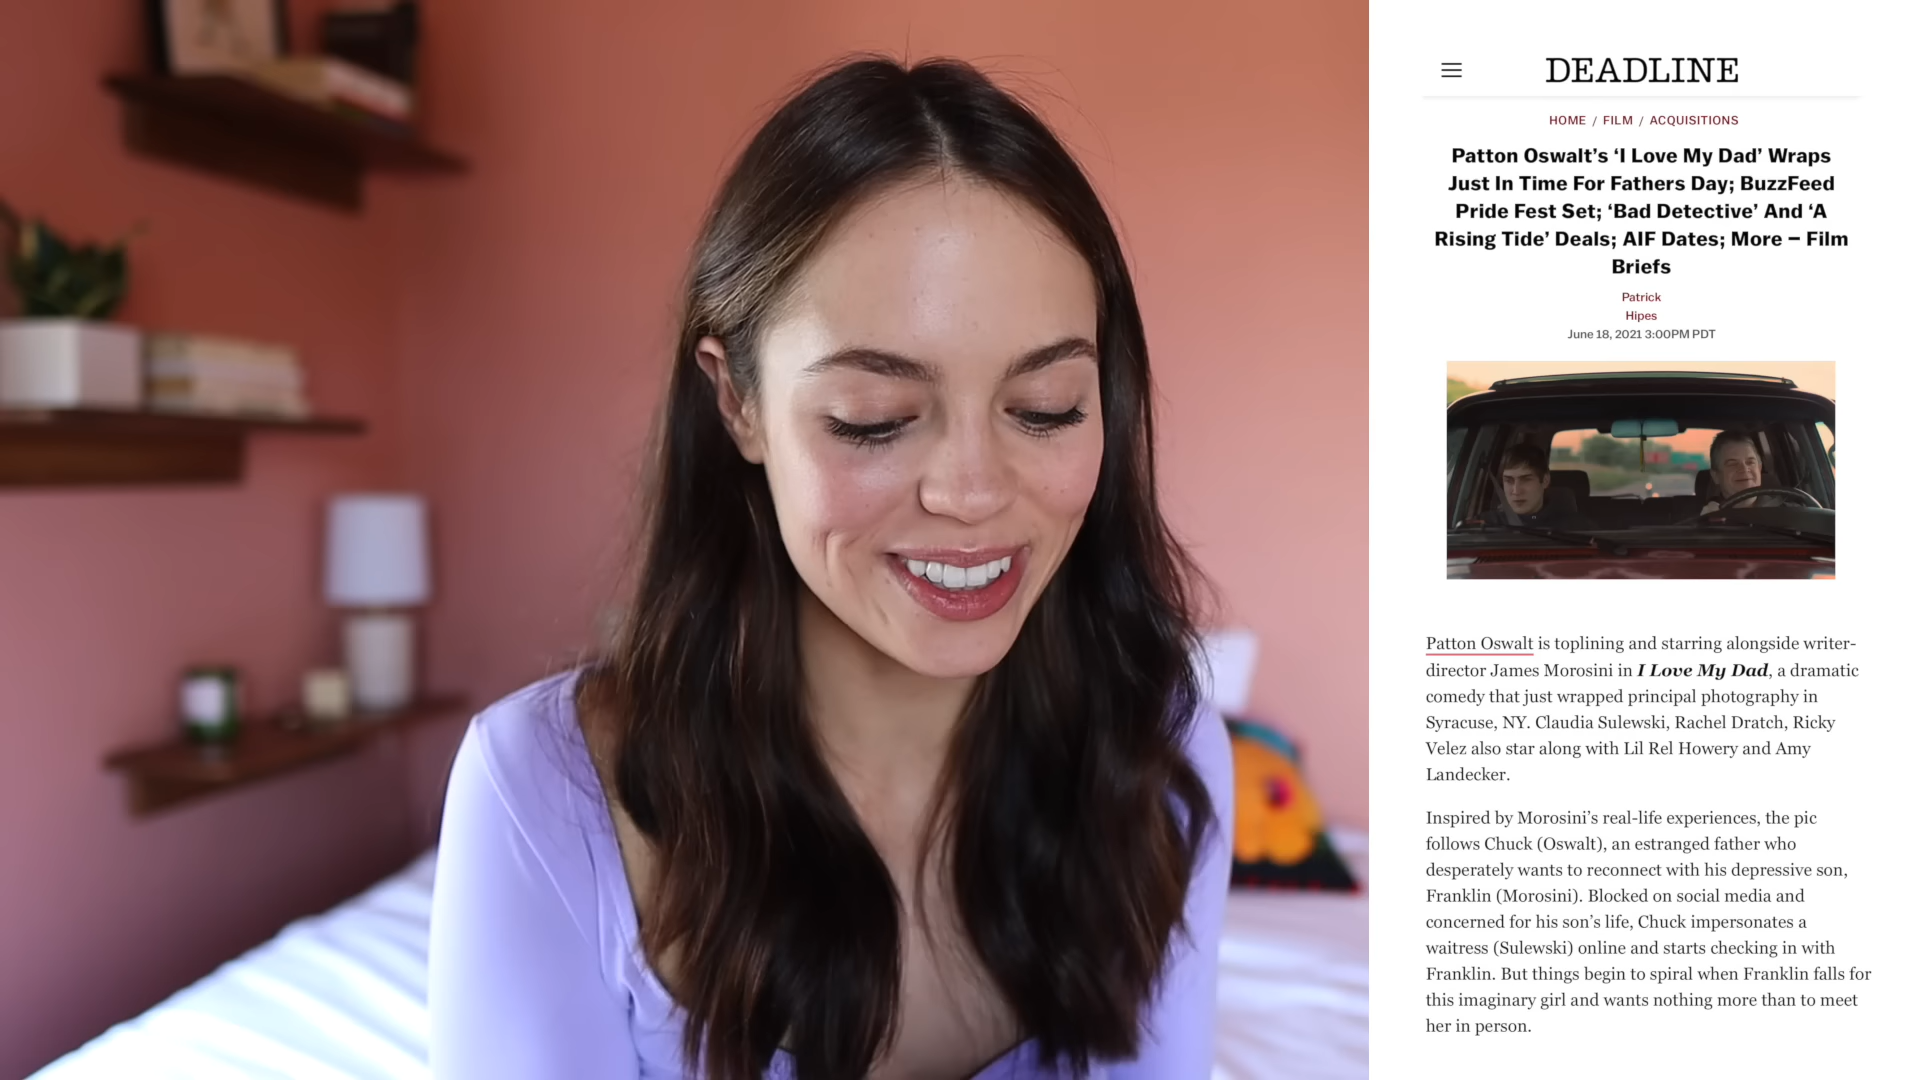 DEADLINE
HOME / FILM / ACQUISITIONS
Patton Oswalt’s ‘I Love My Dad’ Wraps
Just In Time For Fathers Day; BuzzFeed
Pride Fest Set; ‘Bad Detective’ And ‘A
Rising Tide’ Deals; AIF Dates; More – Film
Briefs
Patrick
Hipes
June 18, 2021 3:00PM PDT
Patton Oswalt is toplining and starring alongside writer-
director James Morosini in I Love My Dad, a dramatic
comedy that just wrapped principal photography in
Syracuse, NY. Claudia Sulewski, Rachel Dratch, Ricky
Velez also star along with Lil Rel Howery and Amy
Landecker.
Inspired by Morosini’s real-life experiences, the pic
follows Chuck (Oswalt), an estranged father who
desperately wants to reconnect with his depressive son,
Franklin (Morosini). Blocked on social media and
concerned for his son’s life, Chuck impersonates a
waitress (Sulewski) online and starts checking in with
Franklin. But things begin to spiral when Franklin falls for
this imaginary girl and wants nothing more than to meet
her in person.